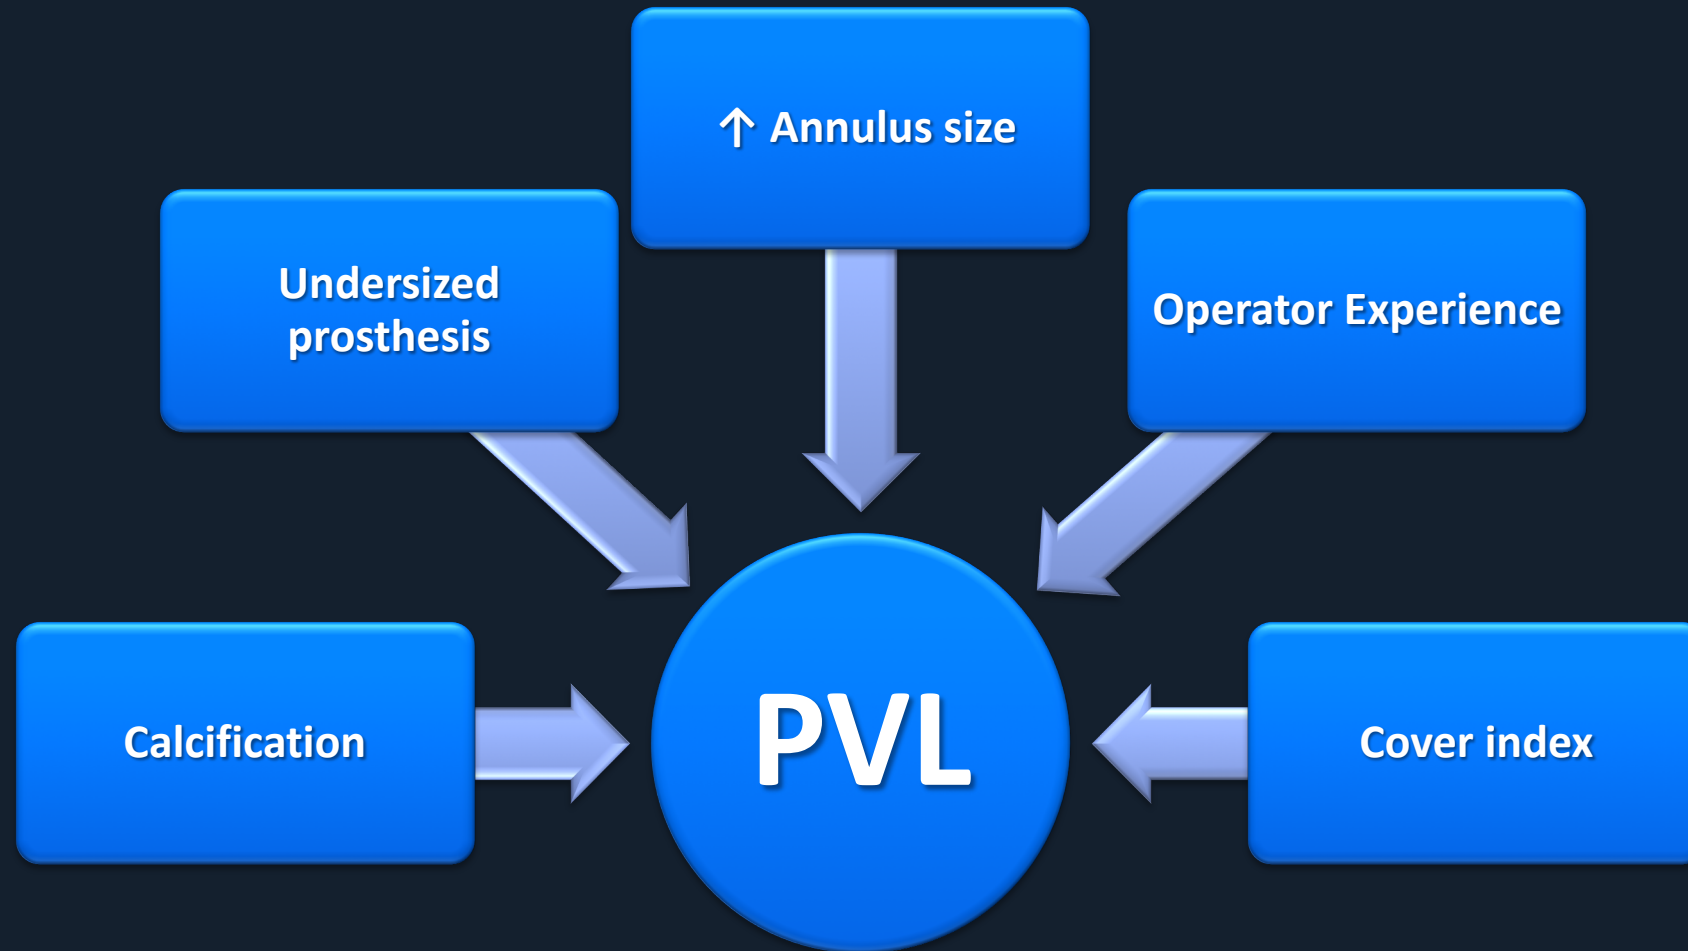 ↑ Annulus size
Undersized
prosthesis
Operator Experience
Calcification
PVL
Cover index